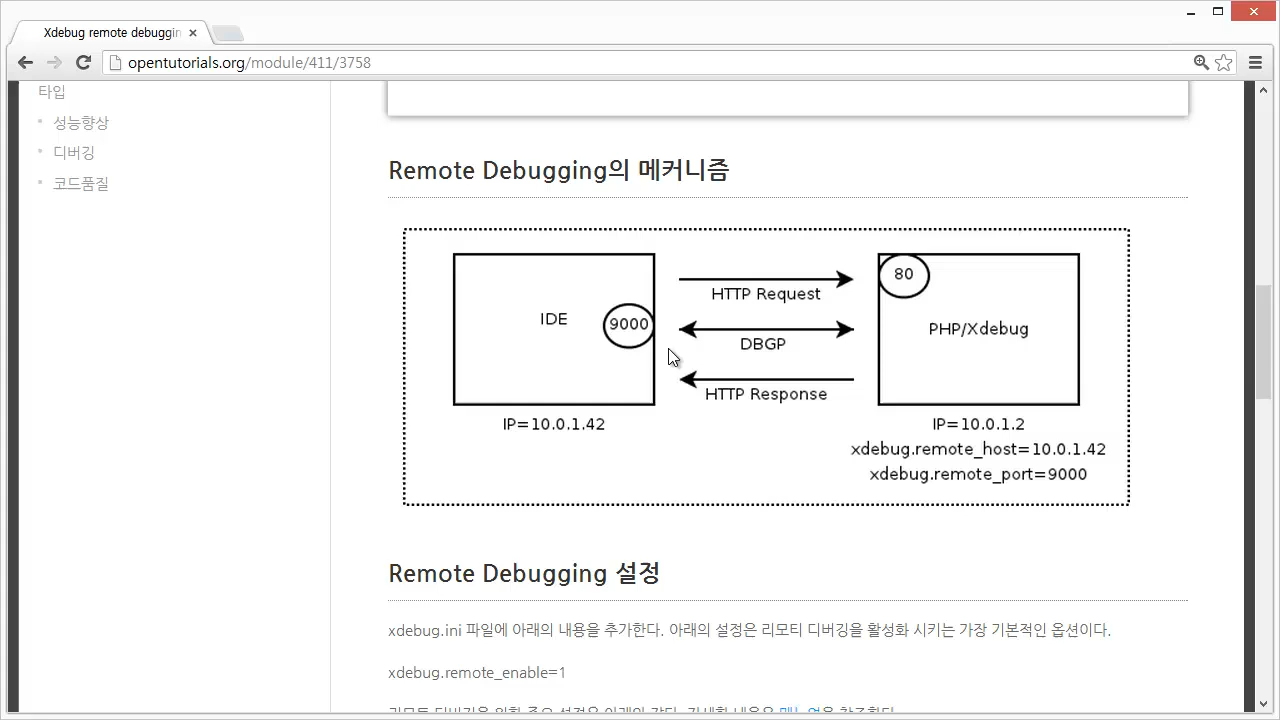 Xdebug remote debuggin
opentutorials.org/module/411/3758
타입
성능향상
디버깅
코드품질
Remote Debugging의 메커니즘
IDE
9000
HTTP Request
DBGP
HTTP Response
80
PHP/Xdebug
IP=10.0.1.42
IP=10.0.1.2
xdebug.remote_host=10.0.1.42
xdebug.remote_port=9000
Remote Debugging 설정
xdebug.ini 파일에 아래의 내용을 추가한다. 아래의 설정은 리모티 디버깅을 활성화 시키는 가장 기본적인 옵션이다.
xdebug.remote_enable=1